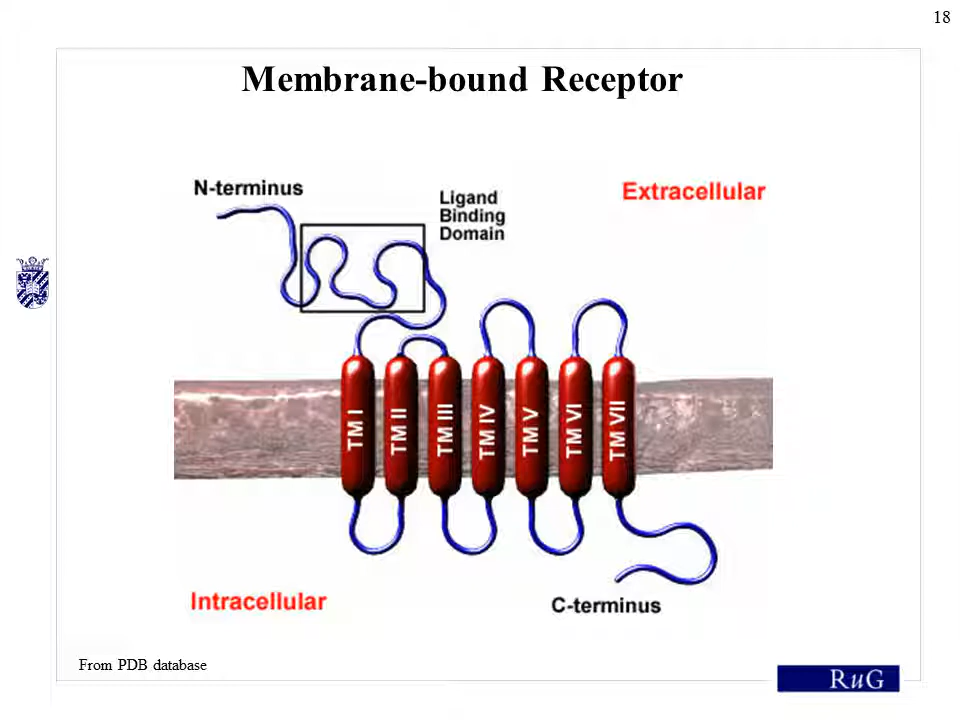 18
Membrane-bound Receptor
N-terminus
Ligand
Binding
Domain
Extracellular
TM I
TM II
TM III
TM IV
TM V
TM VI
TM VII
Intracellular
C-terminus
From PDB database
RuG